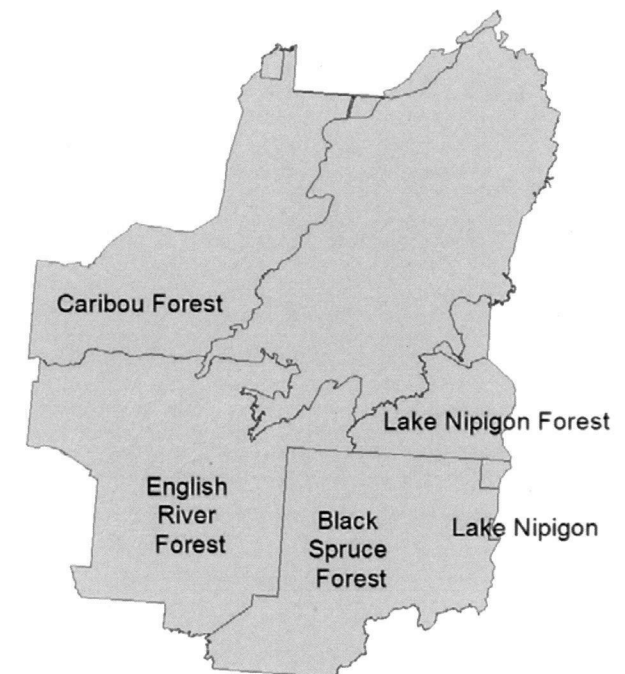 Caribou Forest
Lake Nipigon Forest
English
River
Forest
Black
Spruce
Forest
Lake Nipigon